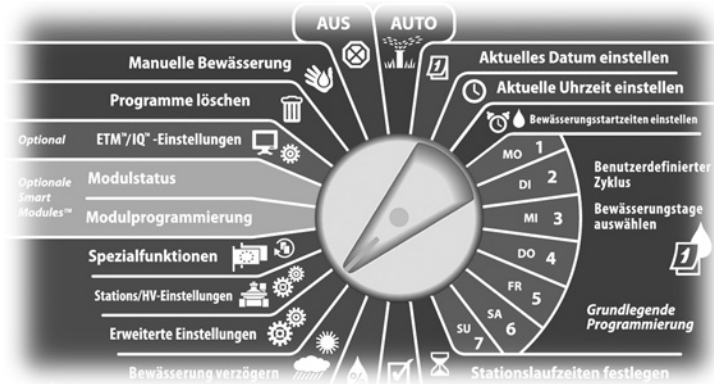 AUS
AUTO
Manuelle Bewässerung
Programme löschen
Optional
ETM™/IQ™ -Einstellungen
Optionale
Smart
Modules™
Modulstatus
Modulprogrammierung
Spezialfunktionen
Stations/HV-Einstellungen
Erweiterte Einstellungen
Bewässerung verzögern
Aktuelles Datum einstellen
Aktuelle Uhrzeit einstellen
Bewässerungsstartzeiten einstellen
MO 1
DI 2
MI 3
DO 4
FR 5
SA 6
SU 7
Benutzerdefinierter
Zyklus
Bewässerungstage
auswählen
Grundlegende
Programmierung
Stationslaufzeiten festlegen
1
1
%